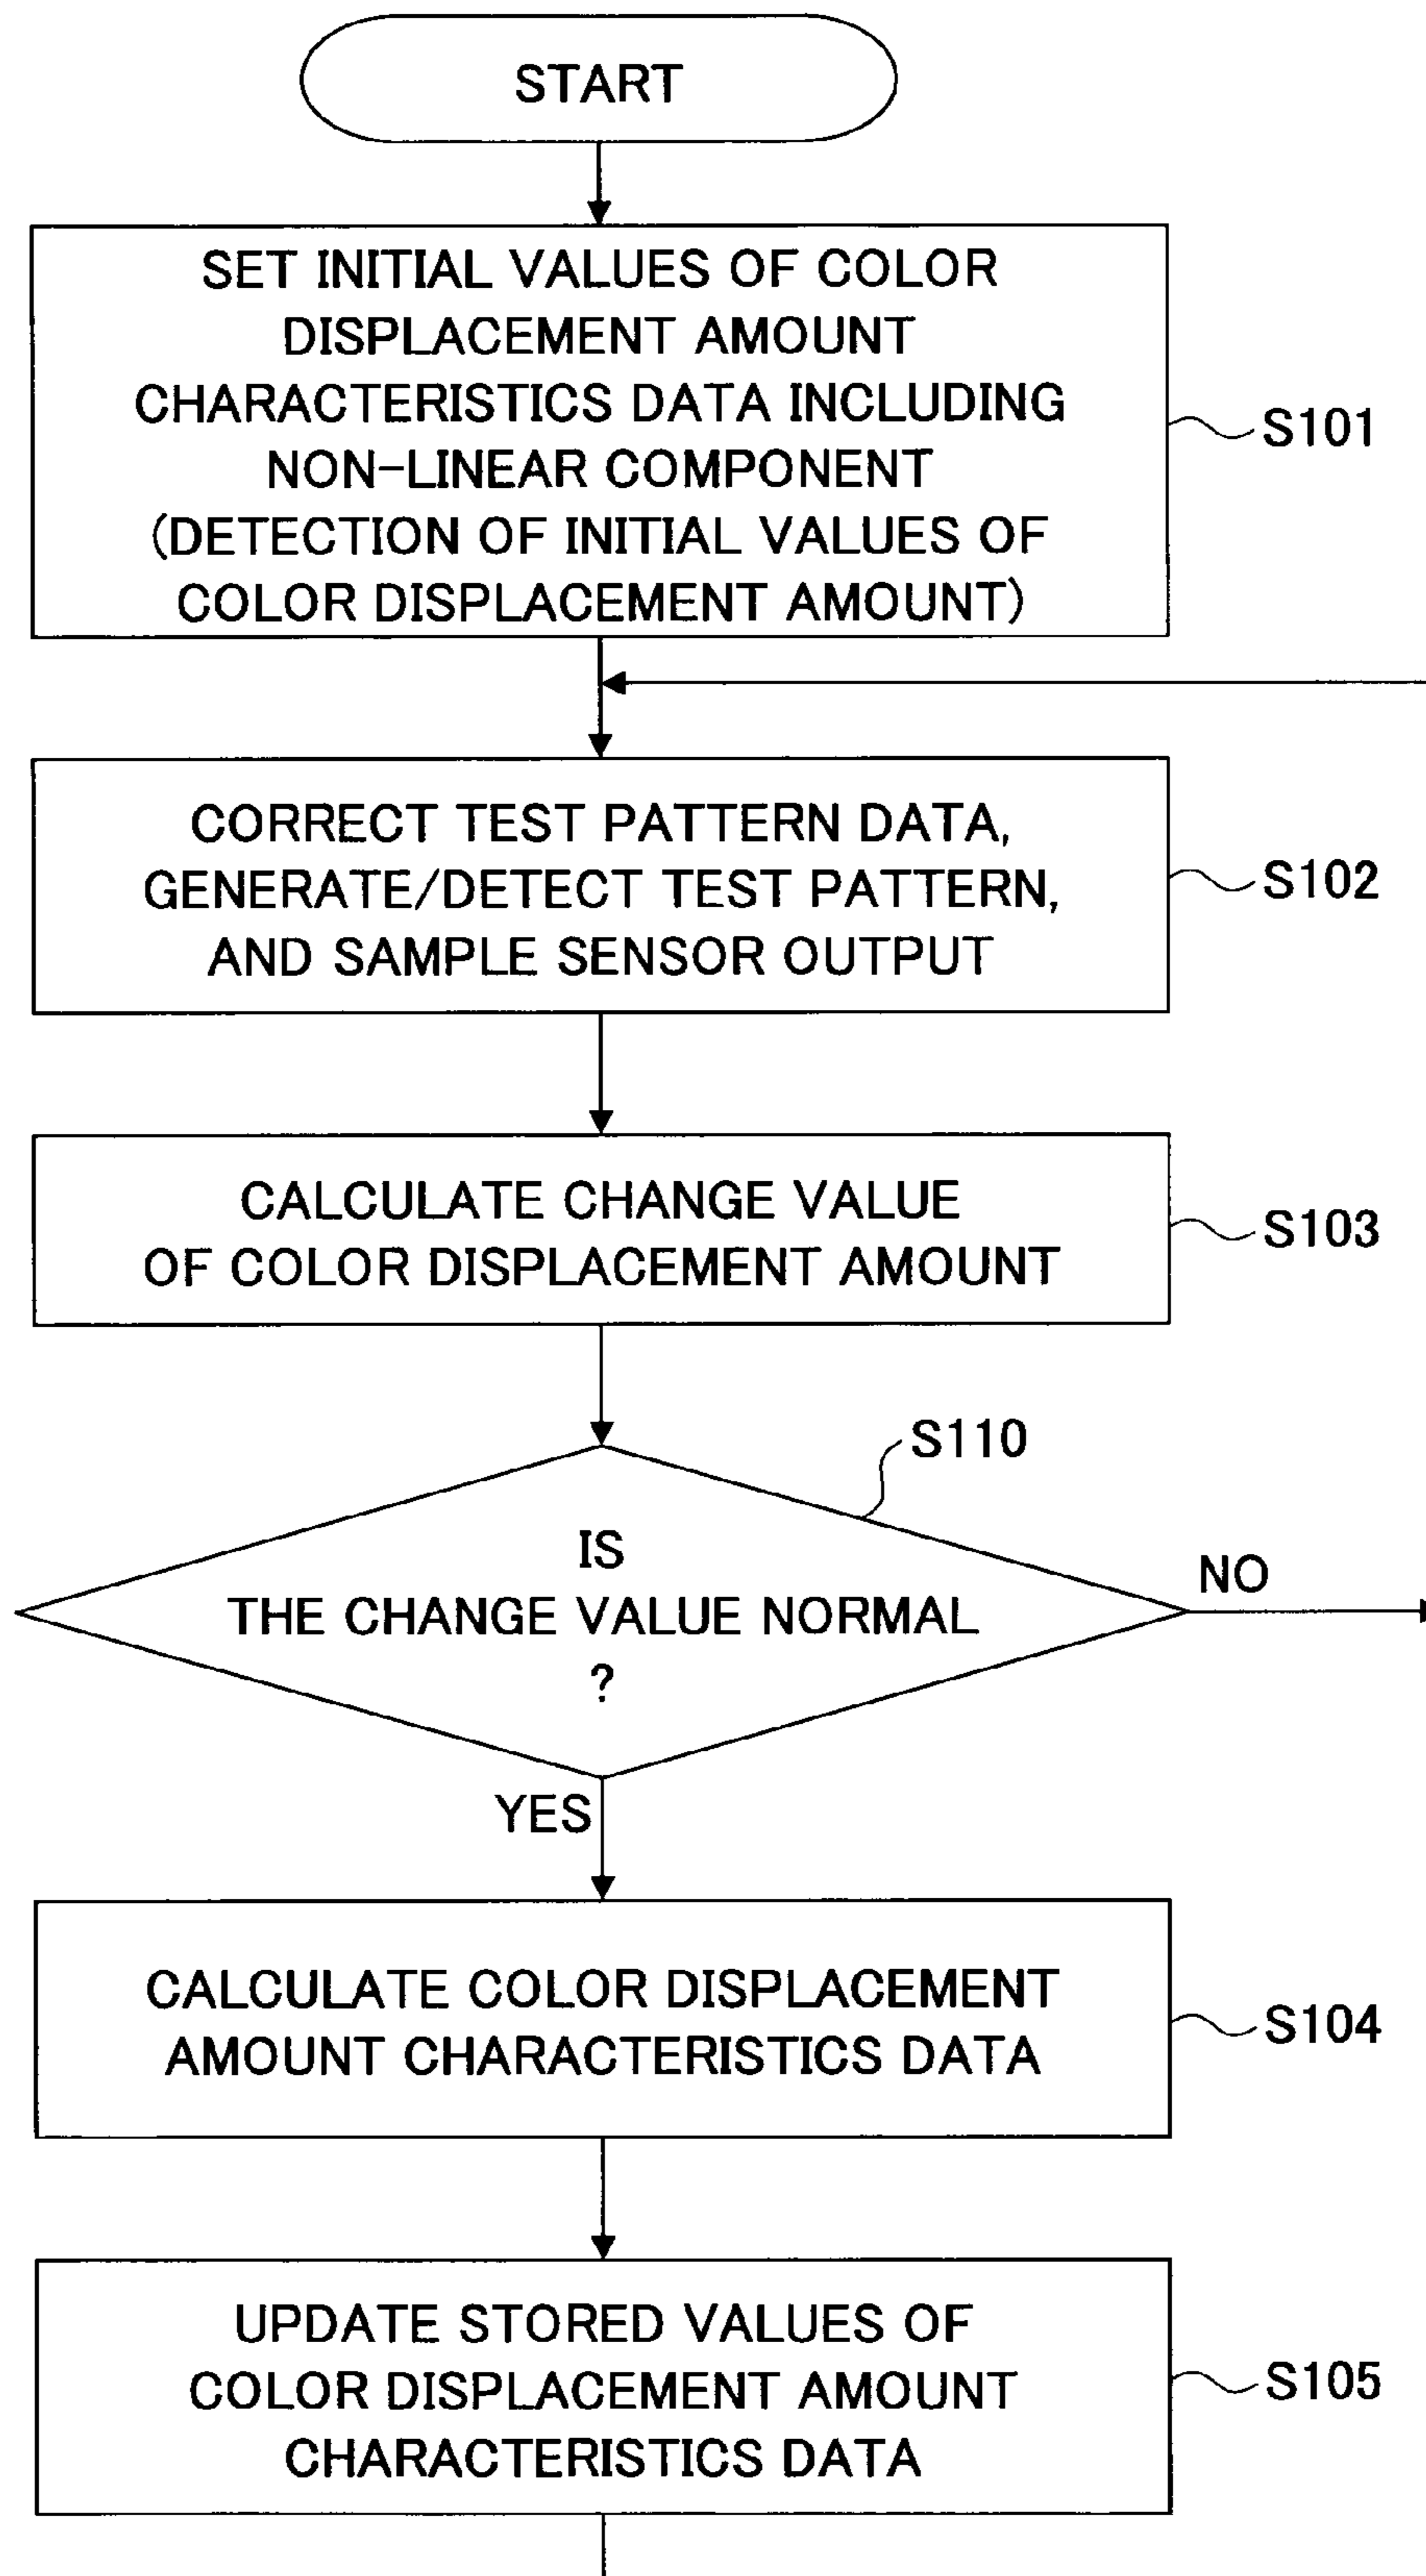 START
SET INITIAL VALUES OF COLOR
DISPLACEMENT AMOUNT
CHARACTERISTICS DATA INCLUDING
NON-LINEAR COMPONENT
(DETECTION OF INITIAL VALUES OF
COLOR DISPLACEMENT AMOUNT)
S101
CORRECT TEST PATTERN DATA,
GENERATE/DETECT TEST PATTERN,
AND SAMPLE SENSOR OUTPUT
S102
CALCULATE CHANGE VALUE
OF COLOR DISPLACEMENT AMOUNT
S103
S110
IS
THE CHANGE VALUE NORMAL
?
NO
YES
CALCULATE COLOR DISPLACEMENT
AMOUNT CHARACTERISTICS DATA
S104
UPDATE STORED VALUES OF
COLOR DISPLACEMENT AMOUNT
CHARACTERISTICS DATA
S105